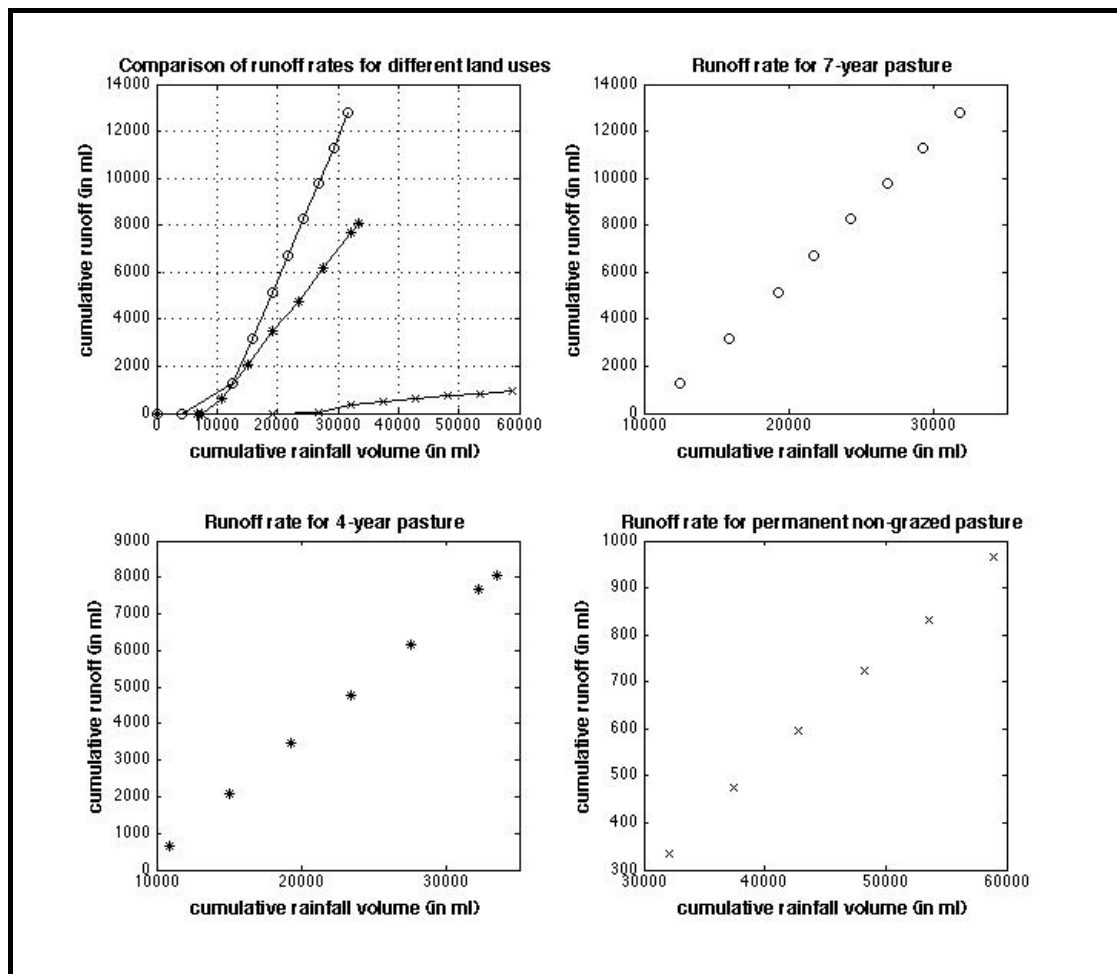 Comparison of runoff rates for different land uses
14000
12000
10000
8000
6000
4000
2000
0
0 10000 20000 30000 40000 50000 60000
cumulative runoff (in ml)
cumulative rainfall volume (in ml)
Runoff rate for 7-year pasture
14000
12000
10000
8000
6000
4000
2000
0
10000 20000 30000
cumulative runoff (in ml)
cumulative rainfall volume (in ml)
Runoff rate for 4-year pasture
9000
8000
7000
6000
5000
4000
3000
2000
1000
0
10000 20000 30000
cumulative runoff (in ml)
cumulative rainfall volume (in ml)
Runoff rate for permanent non-grazed pasture
1000
900
800
700
600
500
400
300
30000 40000 50000 60000
cumulative runoff (in ml)
cumulative rainfall volume (in ml)